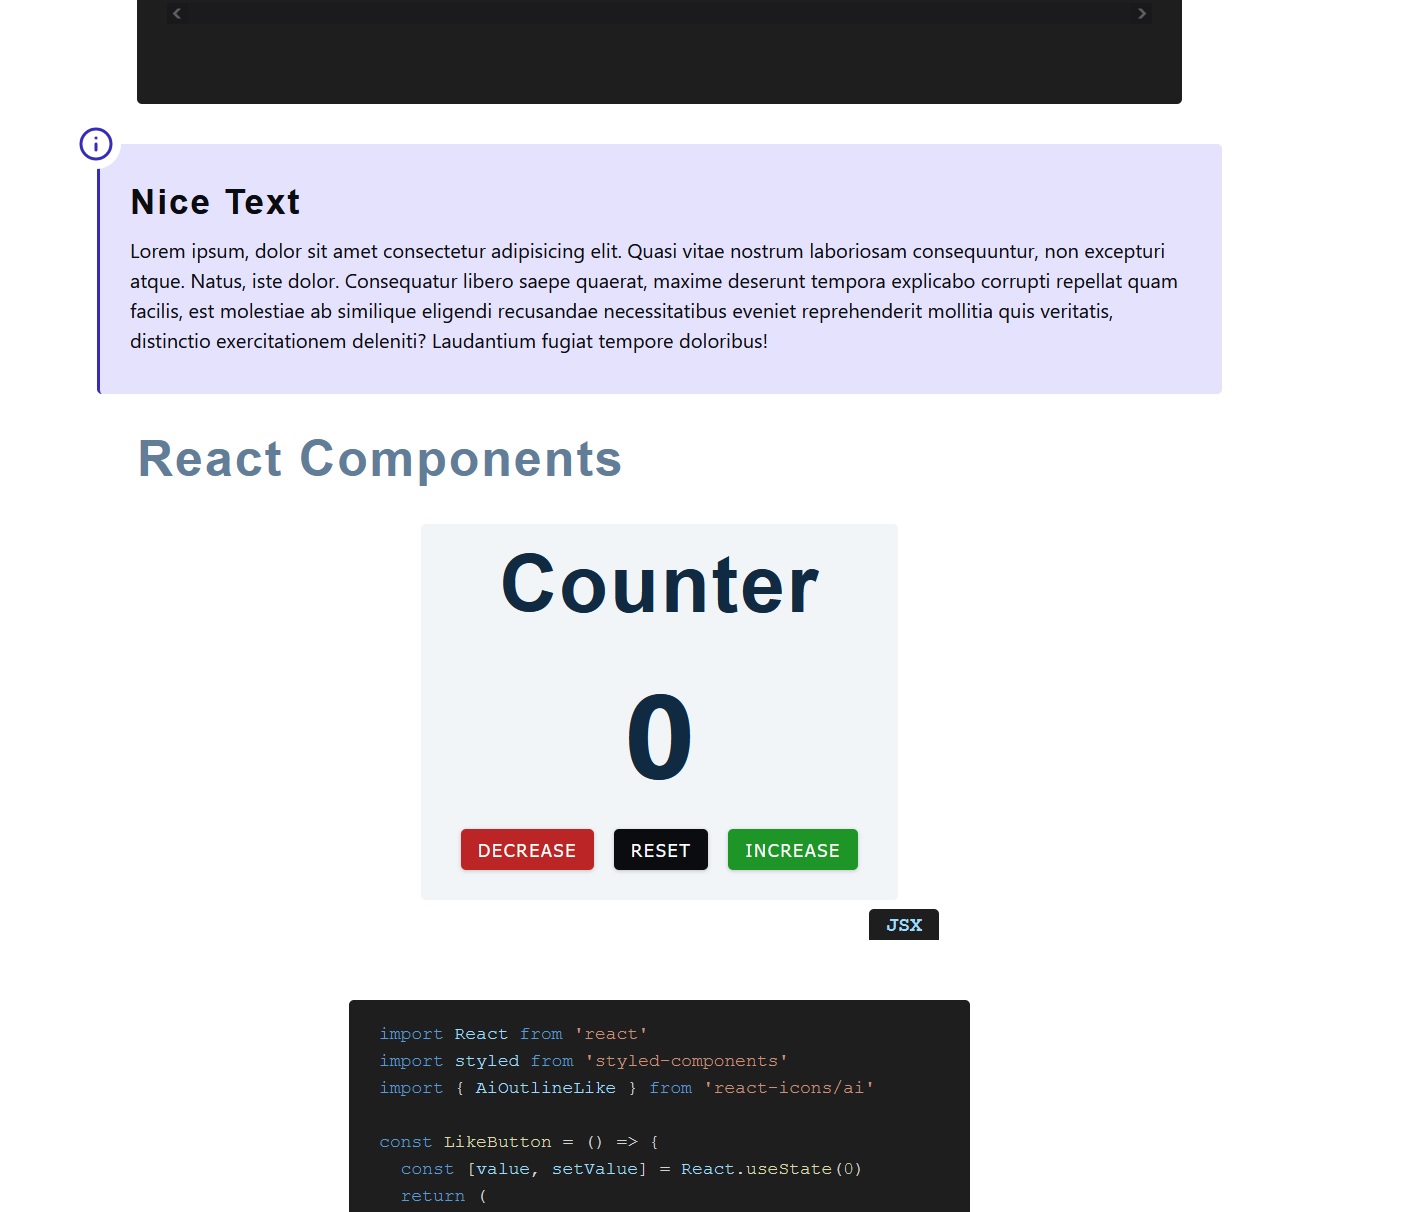 Nice Text
Lorem ipsum, dolor sit amet consectetur adipisicing elit. Quasi vitae nostrum laboriosam consequuntur, non excepturi
atque. Natus, iste dolor. Consequatur libero saepe quaerat, maxime deserunt tempora explicabo corrupti repellat quam
facilis, est molestiae ab similique eligendi recusandae necessitatibus eveniet reprehenderit mollitia quis veritatis,
distinctio exercitationem deleniti? Laudantium fugiat tempore doloribus!
React Components
Counter
0
DECREASE RESET INCREASE
JSX
import React from 'react'
import styled from 'styled-components'
import { AiOutlineLike } from 'react-icons/ai'
const LikeButton = () => {
  const [value, setValue] = React.useState(0)
  return (